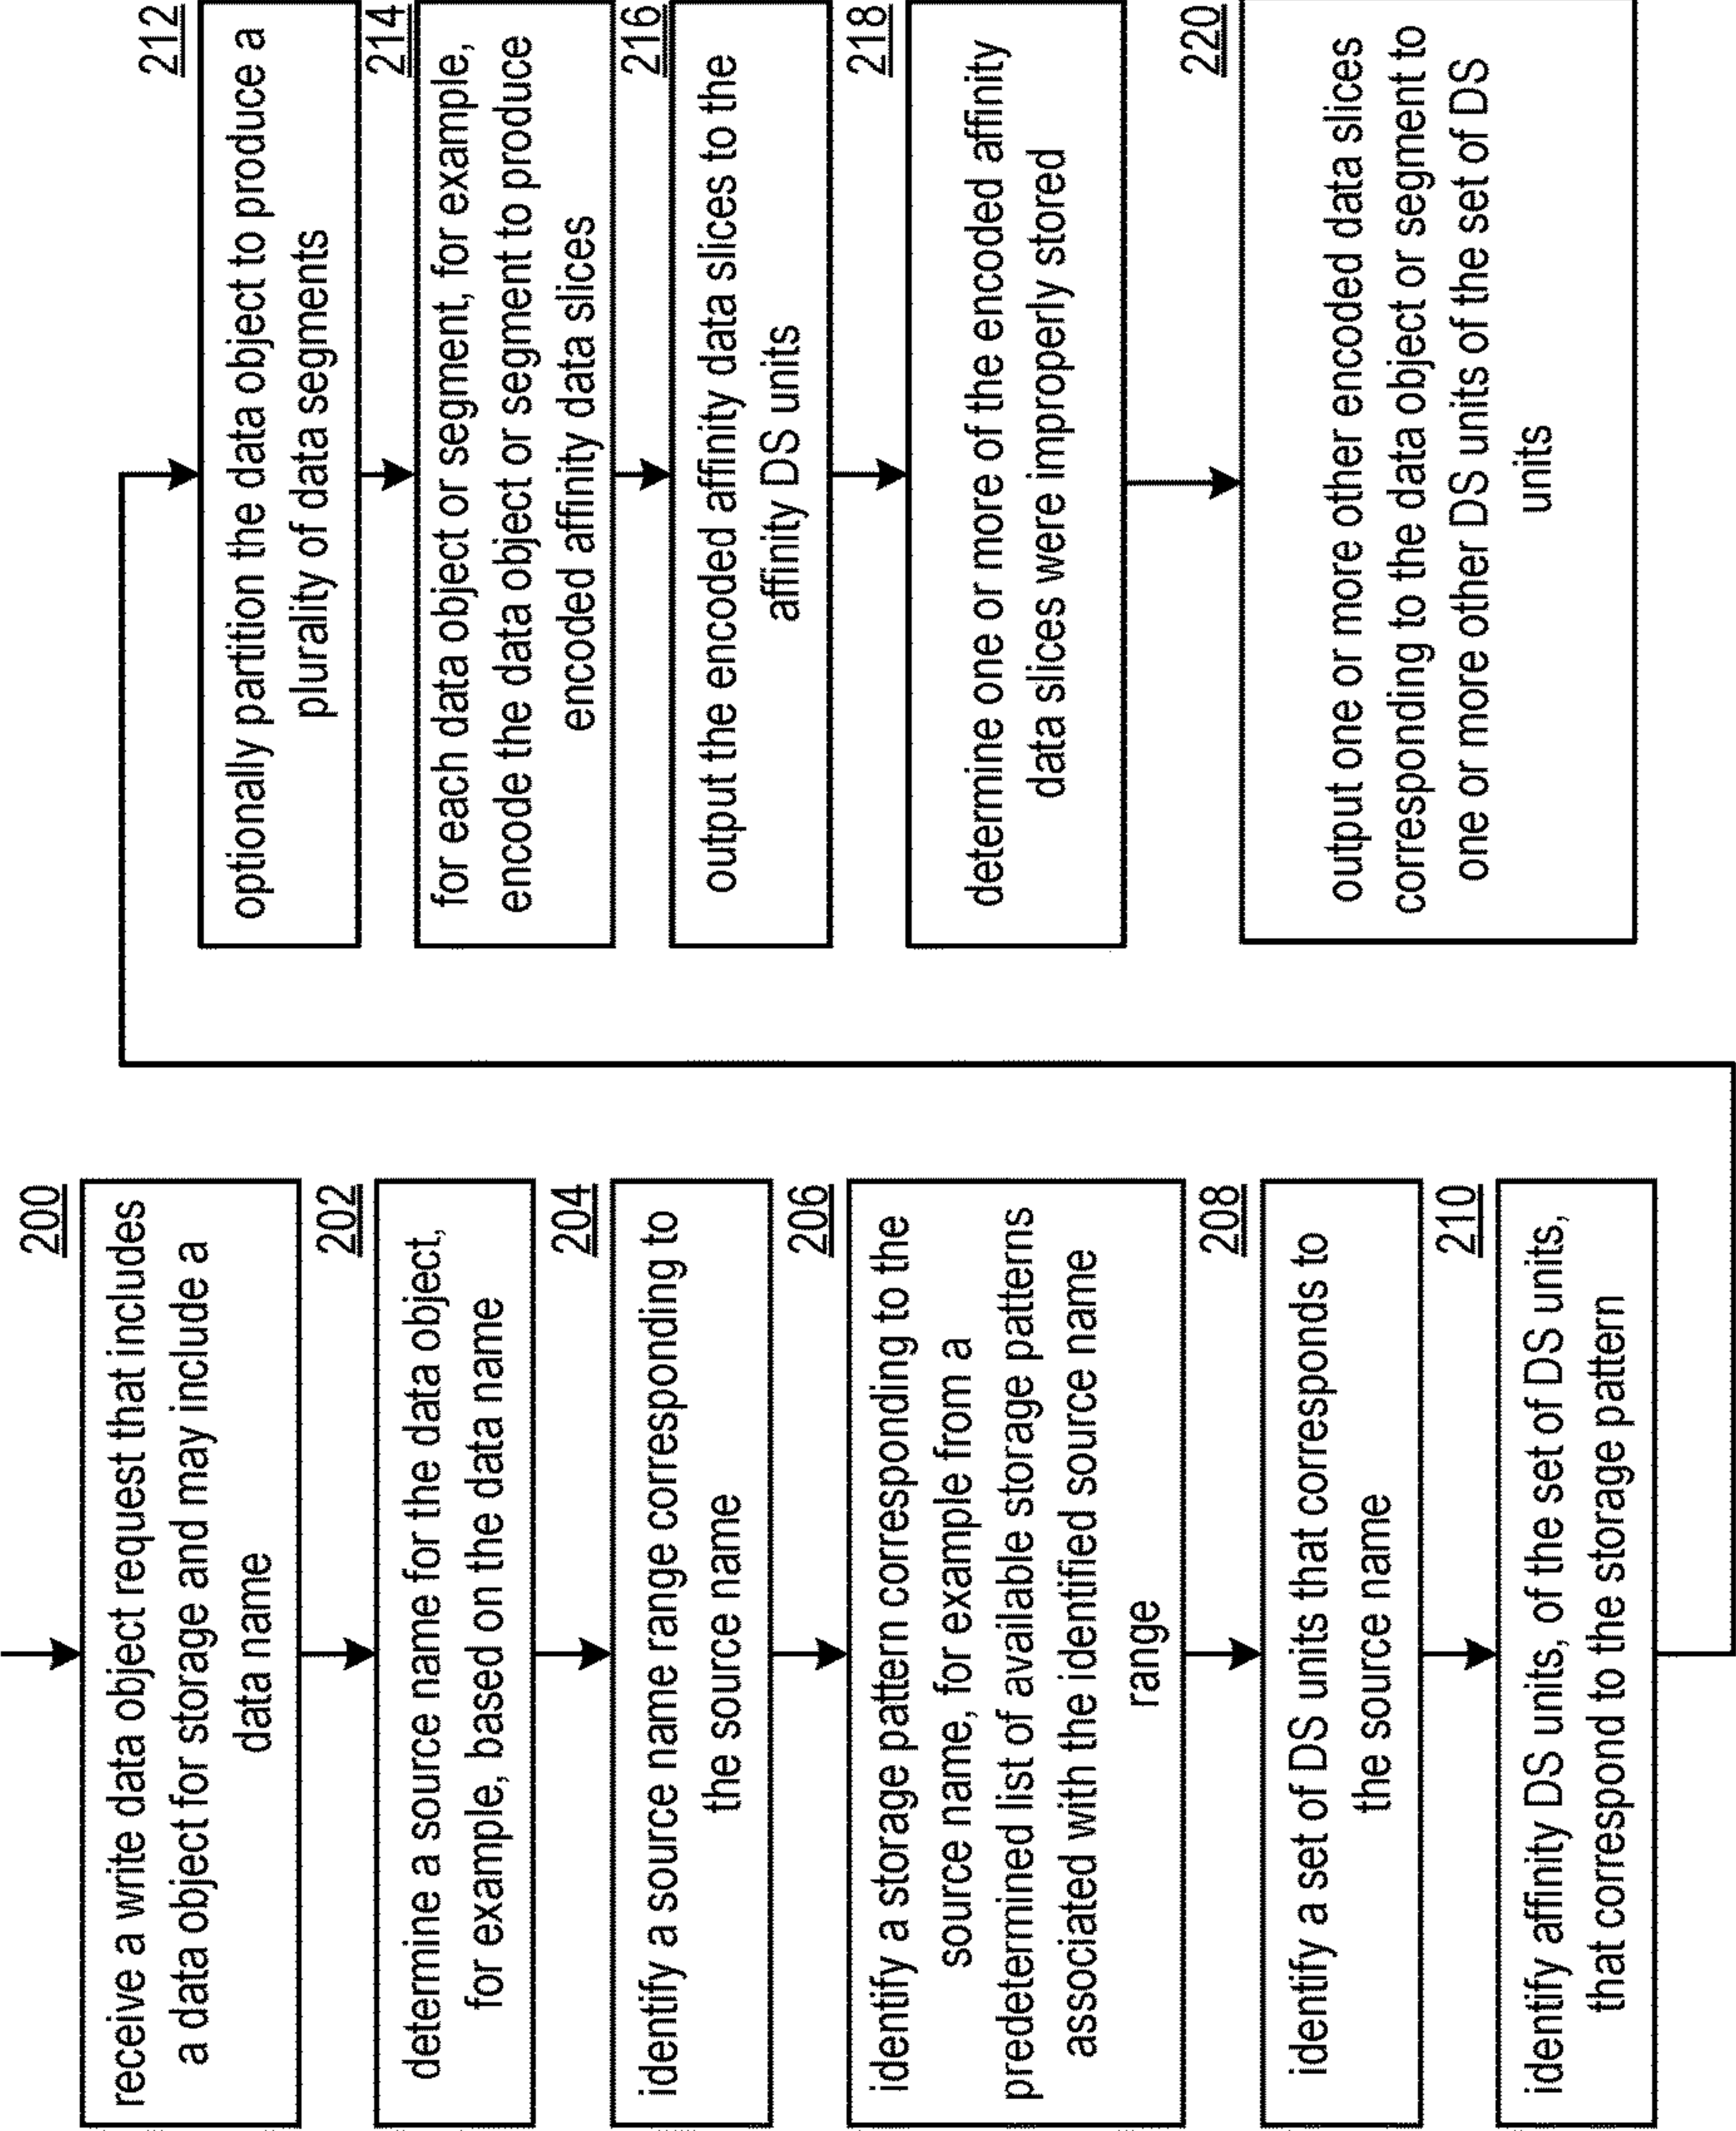 200
receive a write data object request that includes
a data object for storage and may include a
data name
202
determine a source name for the data object,
for example, based on the data name
204
identify a source name range corresponding to
the source name
206
identify a storage pattern corresponding to the
source name, for example from a
predetermined list of available storage patterns
associated with the identified source name
range
208
identify a set of DS units that corresponds to
the source name
210
identify affinity DS units, of the set of DS units,
that correspond to the storage pattern
212
optionally partition the data object to produce a
plurality of data segments
214
for each data object or segment, for example,
encode the data object or segment to produce
encoded affinity data slices
216
output the encoded affinity data slices to the
affinity DS units
218
determine one or more of the encoded affinity
data slices were improperly stored
220
output one or more other encoded data slices
corresponding to the data object or segment to
one or more other DS units of the set of DS
units